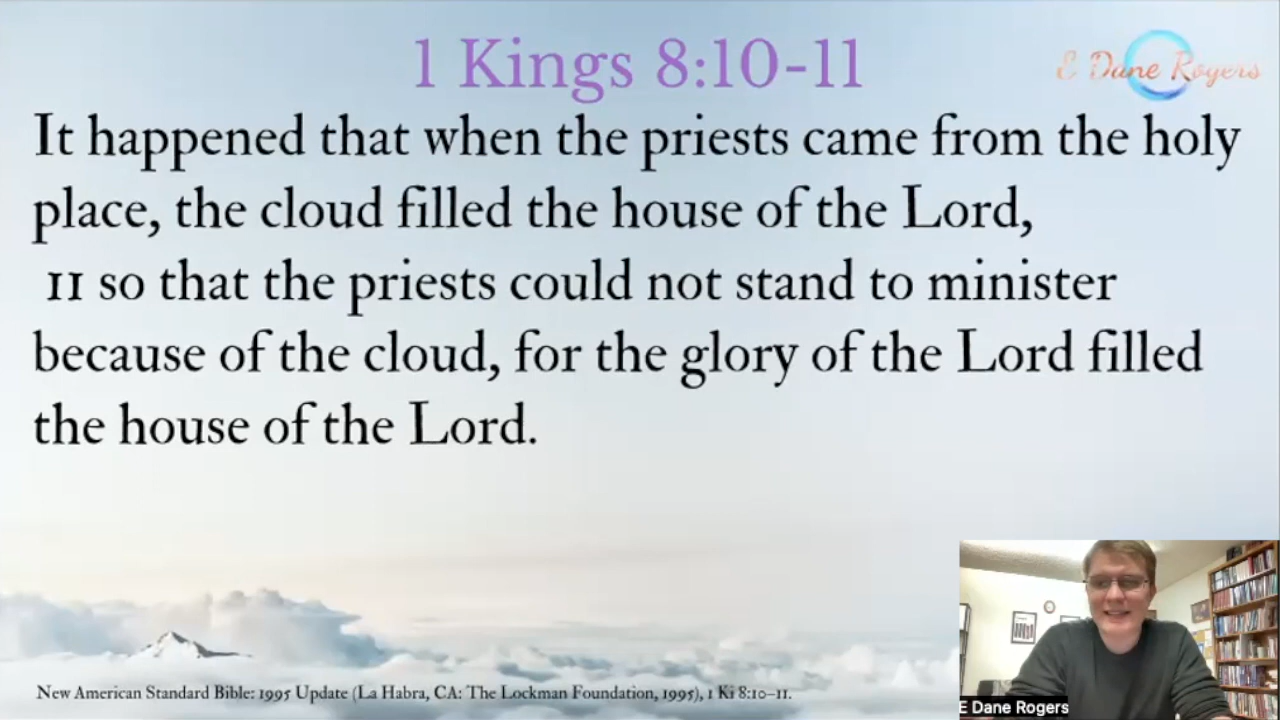 1 Kings 8:10-11
E Dane Rogers
It happened that when the priests came from the holy
place, the cloud filled the house of the Lord,
11 so that the priests could not stand to minister
because of the cloud, for the glory of the Lord filled
the house of the Lord.
New American Standard Bible: 1995 Update (La Habra, CA: The Lockman Foundation, 1995), 1 Ki 8:10–11.
E Dane Rogers